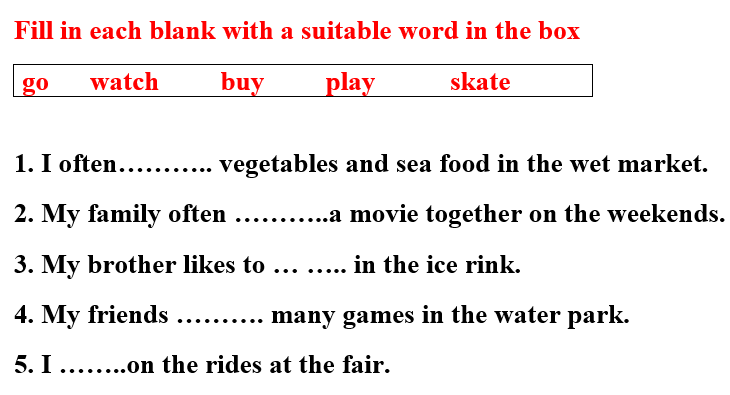 Fill in each blank with a suitable word in the box
go watch buy play skate
1. I often……….. vegetables and sea food in the wet market.
2. My family often ………..a movie together on the weekends.
3. My brother likes to … ….. in the ice rink.
4. My friends ………. many games in the water park.
5. I ……..on the rides at the fair.